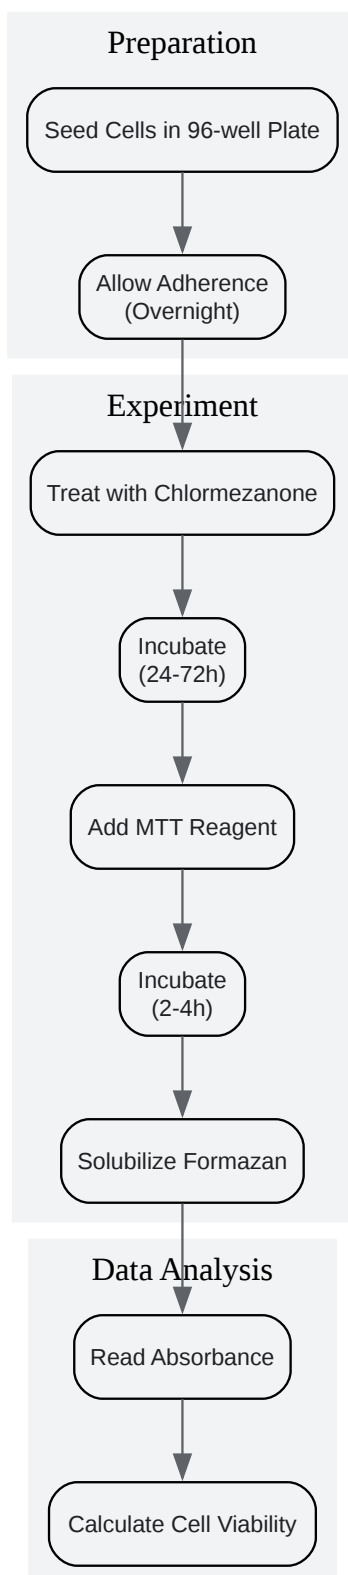 Preparation
Seed Cells in 96-well Plate
Allow Adherence
(Overnight)
Experiment
Treat with Chlormezanone
Incubate
(24-72h)
Add MTT Reagent
Incubate
(2-4h)
Solubilize Formazan
Data Analysis
Read Absorbance
Calculate Cell Viability